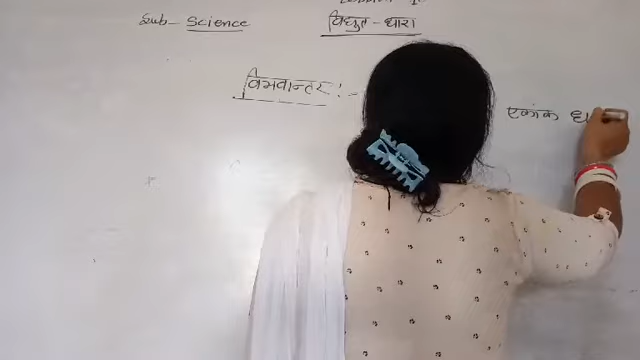 Sub- Science
विधुत - धारा
विभवान्तर :-
एकांक ध